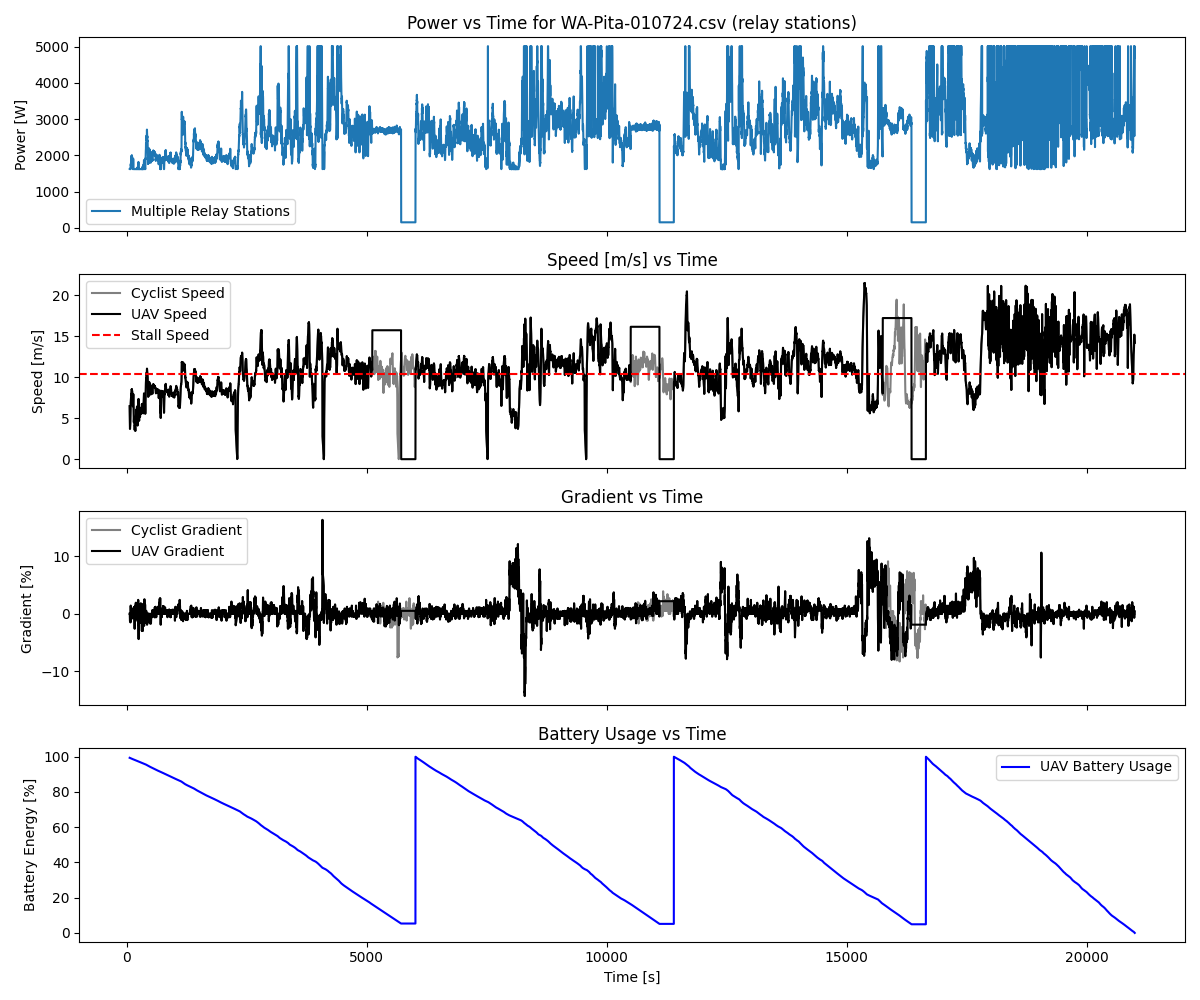 Power vs Time for WA-Pita-010724.csv (relay stations)
5000
4000
3000
2000
1000
0
Power [W]
Multiple Relay Stations
Speed [m/s] vs Time
20
15
10
5
0
Speed [m/s]
Cyclist Speed
UAV Speed
Stall Speed
Gradient vs Time
10
0
−10
Gradient [%]
Cyclist Gradient
UAV Gradient
Battery Usage vs Time
100
80
60
40
20
0
Battery Energy [%]
UAV Battery Usage
0 5000 10000 15000 20000
Time [s]